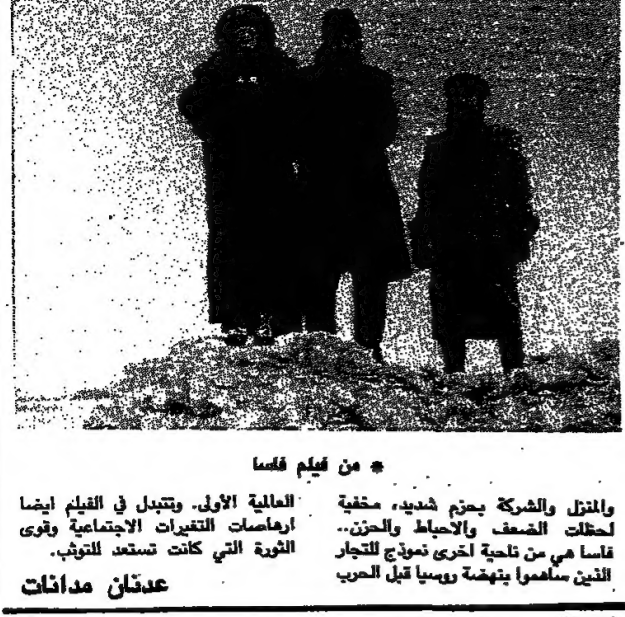 * من فيلم فاسا
والمنزل والشركة بحزم شديد، مخفية
لحظات الضعف والاحباط والحزن..
فاسا هي من ناحية اخرى نموذج للتجار
الذين ساهموا بنهضة روسيا قبل الحرب
العالمية الأولى. وتتبدل في الفيلم ايضا
ارهاصات التغيرات الاجتماعية وقوى
الثورة التي كانت تستعد للتوثب.
عدنان مدانات